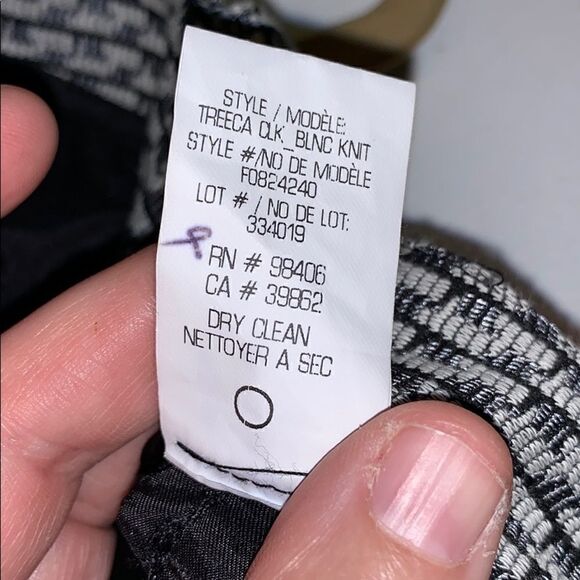 STYLE / MODÈLE:
TREECA CLK_BLNC KNIT
STYLE #/NO DE MODÈLE
F0824240
LOT # / NO DE LOT:
334019
RN # 98406
CA # 39862
DRY CLEAN
NETTOYER A SEC